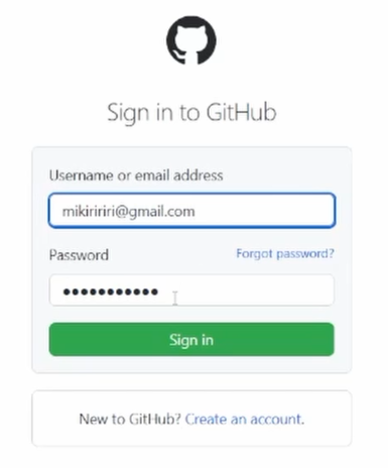 Sign in to GitHub
Username or email address
mikiriririri@gmail.com
Password Forgot password?
●●●●●●●●●●●
Sign in
New to GitHub? Create an account.